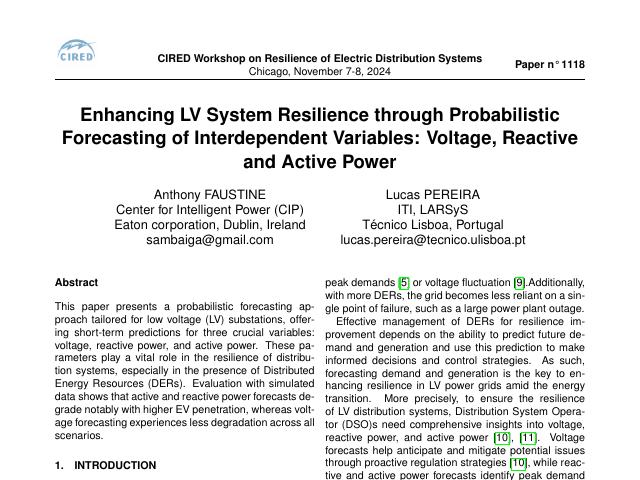 CIRED
CIRED Workshop on Resilience of Electric Distribution Systems
Chicago, November 7-8, 2024
Paper n° 1118
Enhancing LV System Resilience through Probabilistic
Forecasting of Interdependent Variables: Voltage, Reactive
and Active Power
Anthony FAUSTINE
Center for Intelligent Power (CIP)
Eaton corporation, Dublin, Ireland
sambaiga@gmail.com
Lucas PEREIRA
ITI, LARSyS
Técnico Lisboa, Portugal
lucas.pereira@tecnico.ulisboa.pt
Abstract
This paper presents a probabilistic forecasting ap-
proach tailored for low voltage (LV) substations, offer-
ing short-term predictions for three crucial variables:
voltage, reactive power, and active power. These pa-
rameters play a vital role in the resilience of distribu-
tion systems, especially in the presence of Distributed
Energy Resources (DERs). Evaluation with simulated
data shows that active and reactive power forecasts de-
grade notably with higher EV penetration, whereas volt-
age forecasting experiences less degradation across all
scenarios.
1. INTRODUCTION
peak demands [5] or voltage fluctuation [9].Additionally,
with more DERs, the grid becomes less reliant on a sin-
gle point of failure, such as a large power plant outage.
Effective management of DERs for resilience im-
provement depends on the ability to predict future de-
mand and generation and use this prediction to make
informed decisions and control strategies. As such,
forecasting demand and generation is the key to en-
hancing resilience in LV power grids amid the energy
transition. More precisely, to ensure the resilience
of LV distribution systems, Distribution System Opera-
tor (DSO)s need comprehensive insights into voltage,
reactive power, and active power [10], [11]. Voltage
forecasts help anticipate and mitigate potential issues
through proactive regulation strategies [10], while reac-
tive and active power forecasts identify peak demand